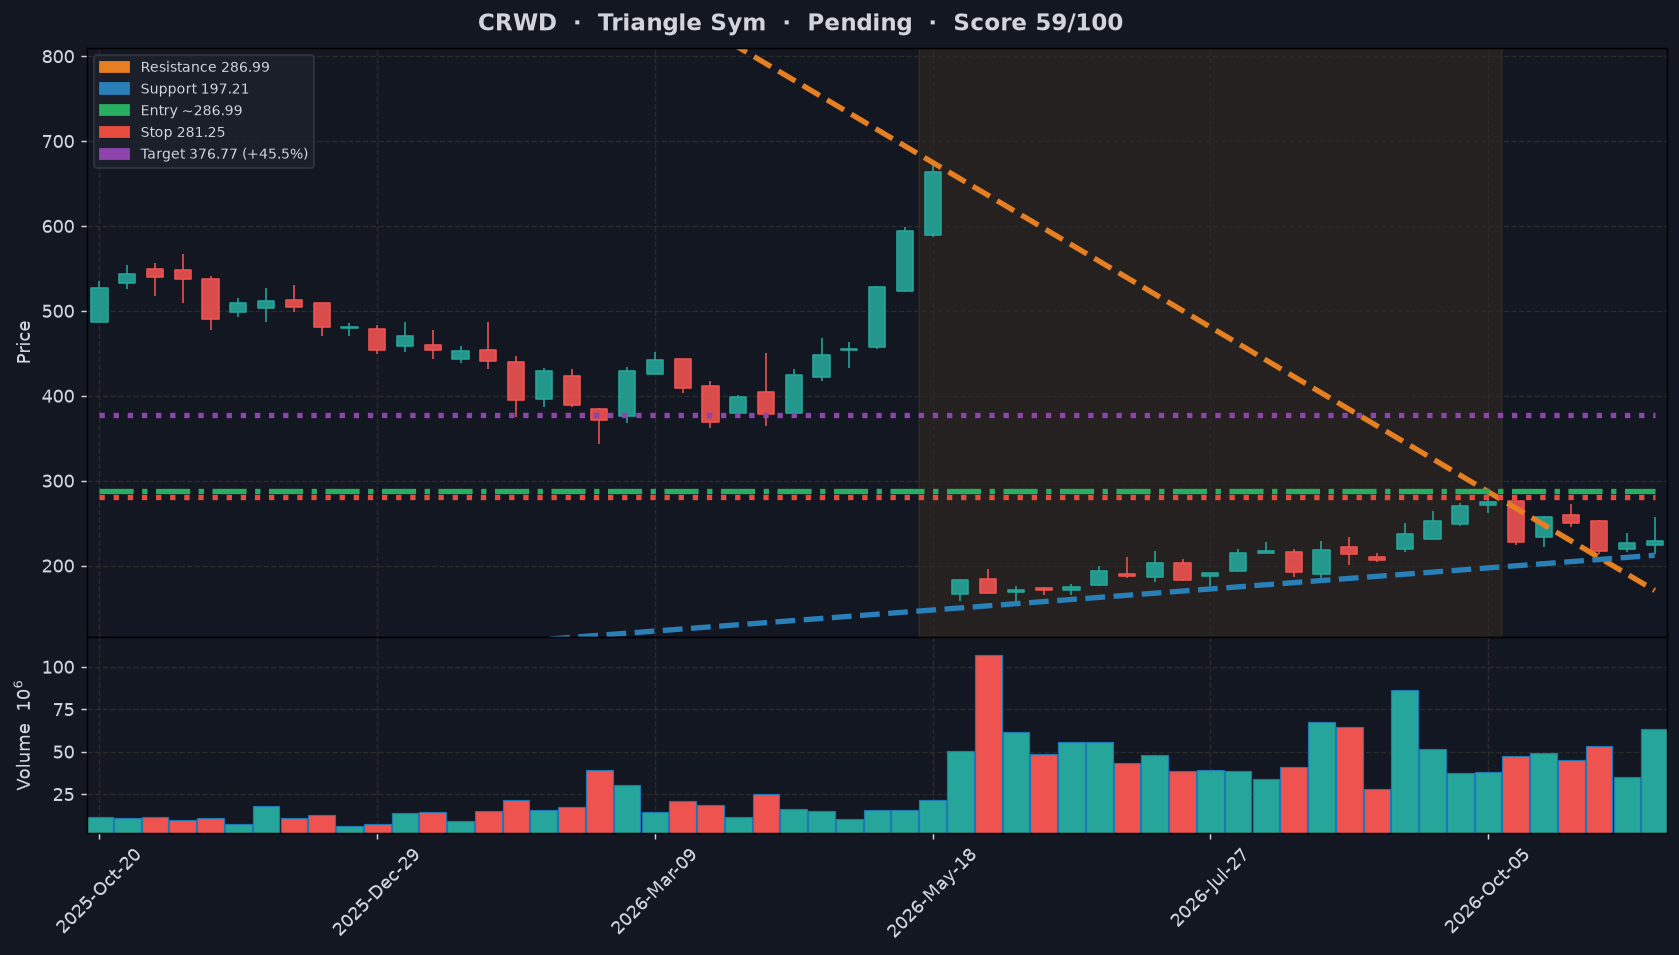 CRWD · Triangle Sym · Pending · Score 59/100
Resistance 286.99
Support 197.21
Entry ~286.99
Stop 281.25
Target 376.77 (+45.5%)
Price
800
700
600
500
400
300
200
Volume 10⁶
100
75
50
25
2025-Oct-20
2025-Dec-29
2026-Mar-09
2026-May-18
2026-Jul-27
2026-Oct-05